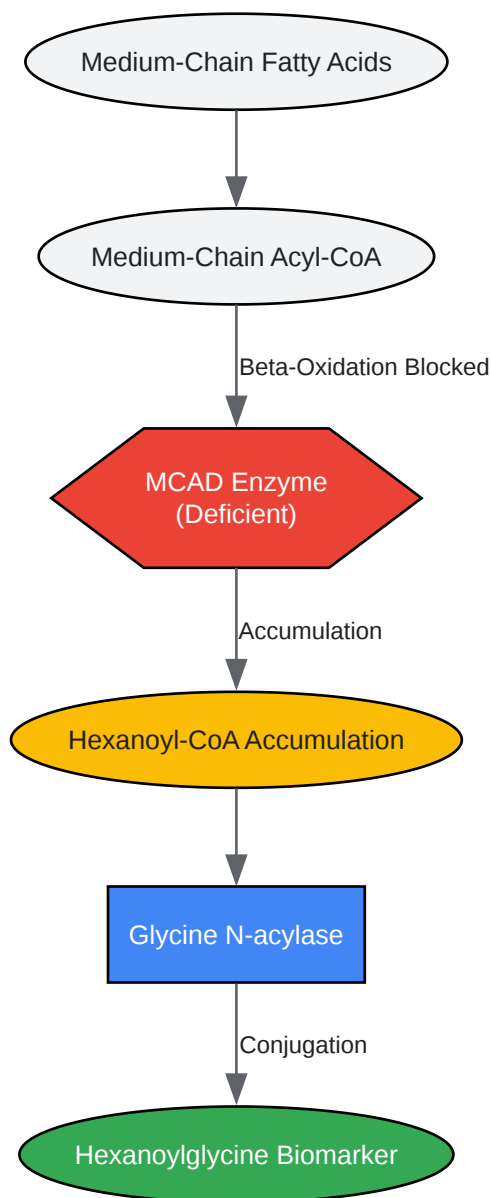 Medium-Chain Fatty Acids
Medium-Chain Acyl-CoA
Beta-Oxidation Blocked
MCAD Enzyme
(Deficient)
Accumulation
Hexanoyl-CoA Accumulation
Glycine N-acylase
Conjugation
Hexanoylglycine Biomarker